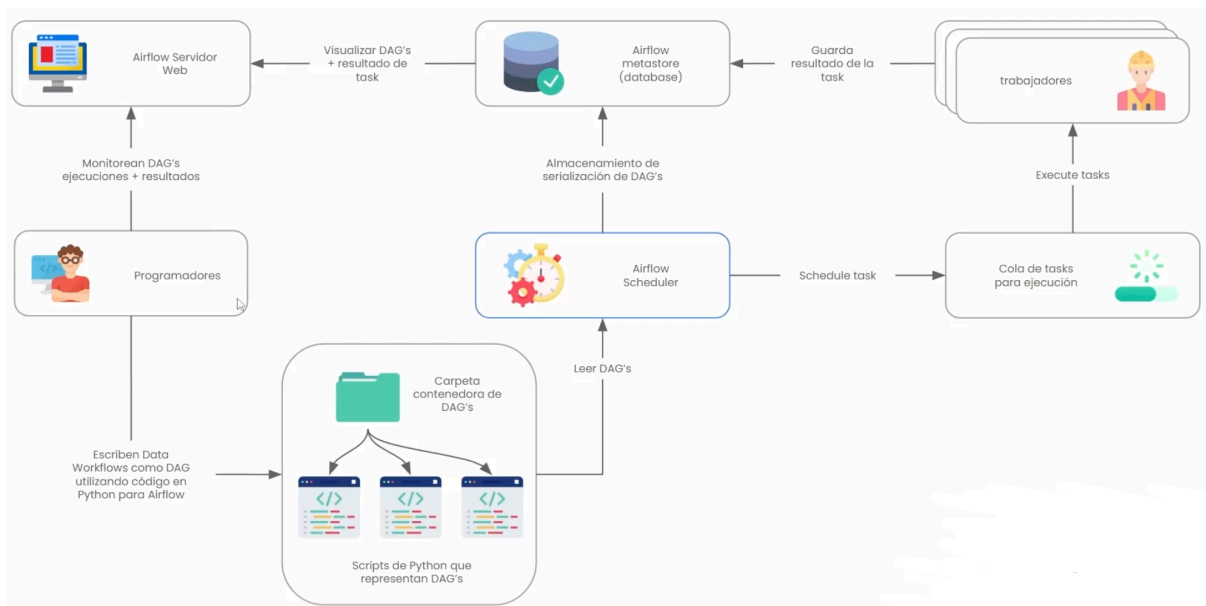 Airflow Servidor
Web
Visualizar DAG's
+ resultado de
task
Airflow
metastore
(database)
Guarda
resultado de la
task
trabajadores
Monitorean DAG's
ejecuciones + resultados
Almacenamiento de
serialización de DAG's
Execute tasks
Programadores
Airflow
Scheduler
Schedule task
Cola de tasks
para ejecución
Leer DAG's
Carpeta
contenedora de
DAG's
Escriben Data
Workflows como DAG
utilizando código en
Python para Airflow
Scripts de Python que
representan DAG's